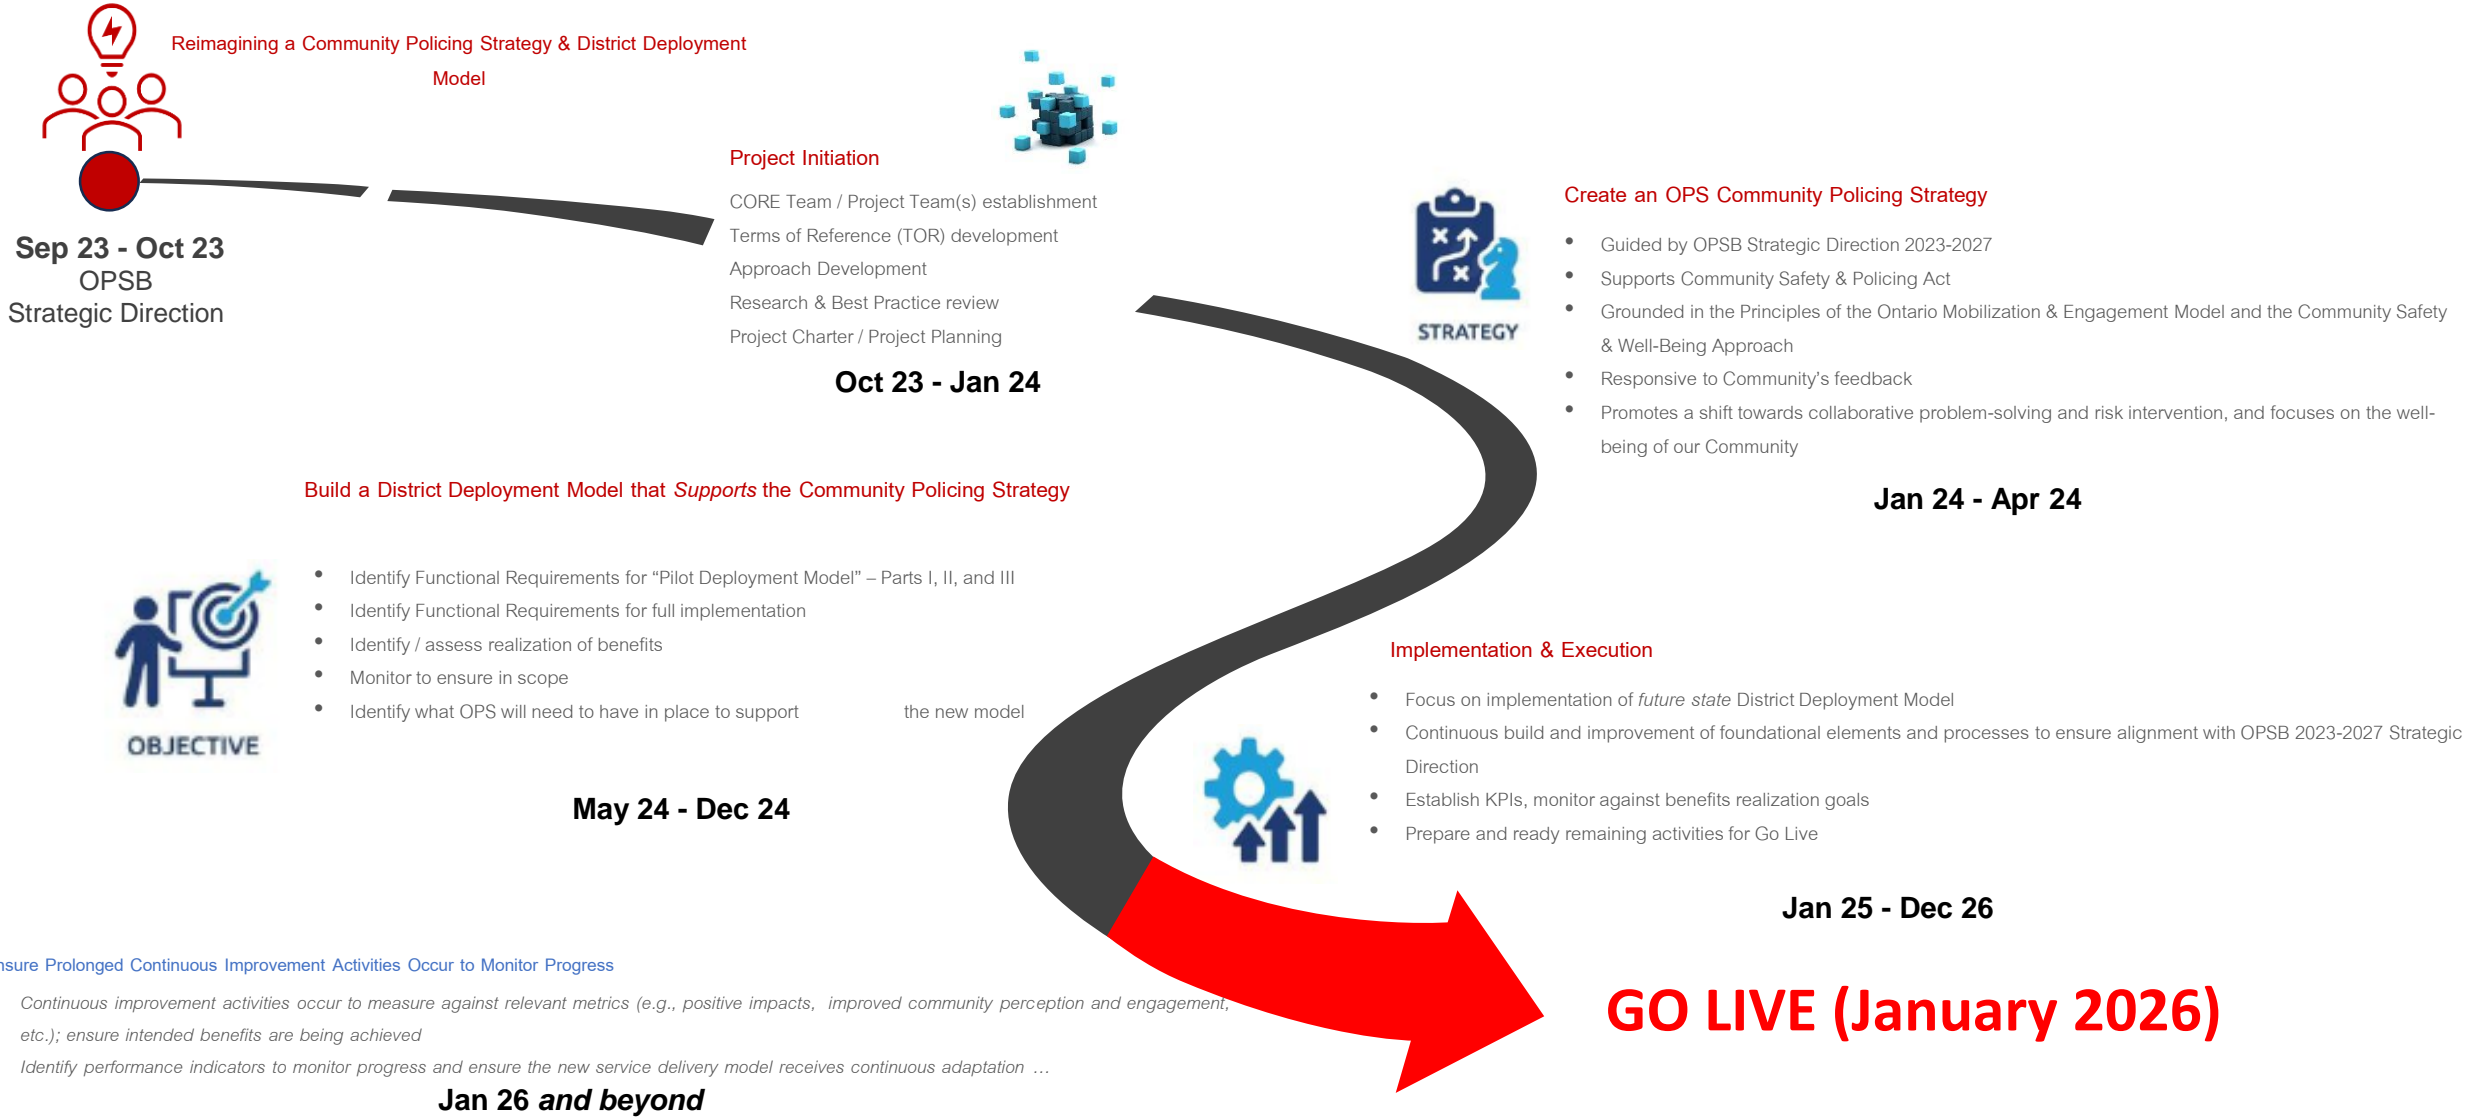 Reimagining a Community Policing Strategy & District Deployment
Model
Sep 23 - Oct 23
OPSB
Strategic Direction
Project Initiation
CORE Team / Project Team(s) establishment
Terms of Reference (TOR) development
Approach Development
Research & Best Practice review
Project Charter / Project Planning
Oct 23 - Jan 24
STRATEGY
Create an OPS Community Policing Strategy
• Guided by OPSB Strategic Direction 2023-2027
• Supports Community Safety & Policing Act
• Grounded in the Principles of the Ontario Mobilization & Engagement Model and the Community Safety
& Well-Being Approach
• Responsive to Community's feedback
• Promotes a shift towards collaborative problem-solving and risk intervention, and focuses on the well-
being of our Community
Jan 24 - Apr 24
Build a District Deployment Model that Supports the Community Policing Strategy
OBJECTIVE
• Identify Functional Requirements for “Pilot Deployment Model” – Parts I, II, and III
• Identify Functional Requirements for full implementation
• Identify / assess realization of benefits
• Monitor to ensure in scope
• Identify what OPS will need to have in place to support the new model
May 24 - Dec 24
Implementation & Execution
• Focus on implementation of future state District Deployment Model
• Continuous build and improvement of foundational elements and processes to ensure alignment with OPSB 2023-2027 Strategic
Direction
• Establish KPIs, monitor against benefits realization goals
• Prepare and ready remaining activities for Go Live
Jan 25 - Dec 26
GO LIVE (January 2026)
nsure Prolonged Continuous Improvement Activities Occur to Monitor Progress
Continuous improvement activities occur to measure against relevant metrics (e.g., positive impacts, improved community perception and engagement,
etc.); ensure intended benefits are being achieved
Identify performance indicators to monitor progress and ensure the new service delivery model receives continuous adaptation …
Jan 26 and beyond